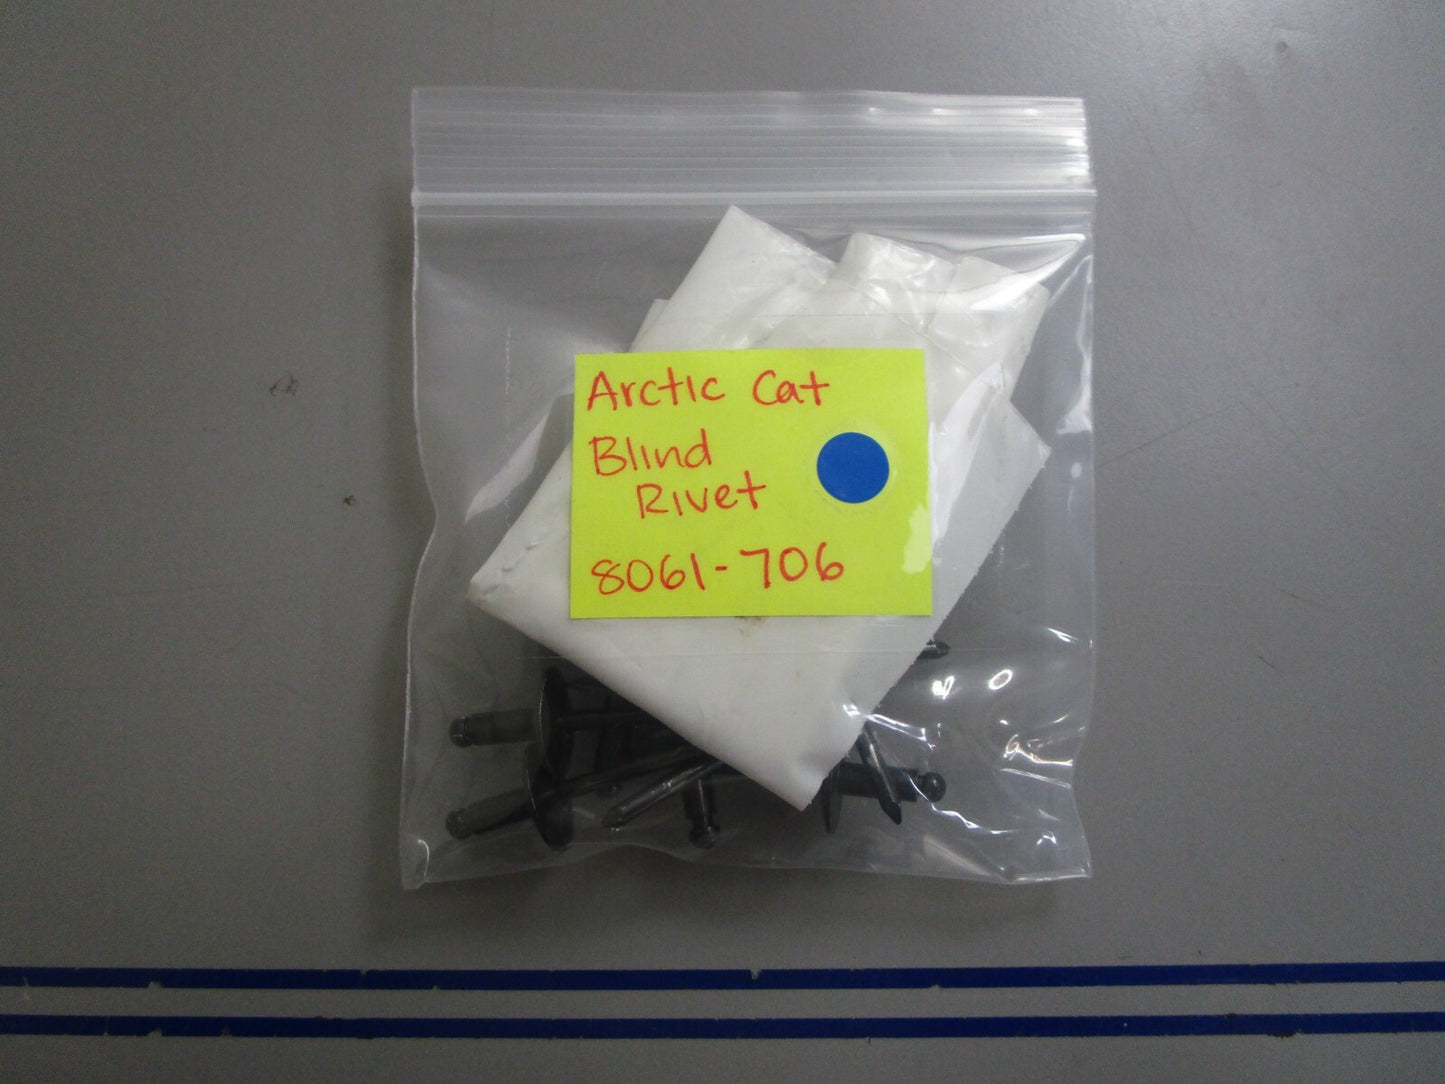 Arctic Cat
Blind
Rivet
8061-706